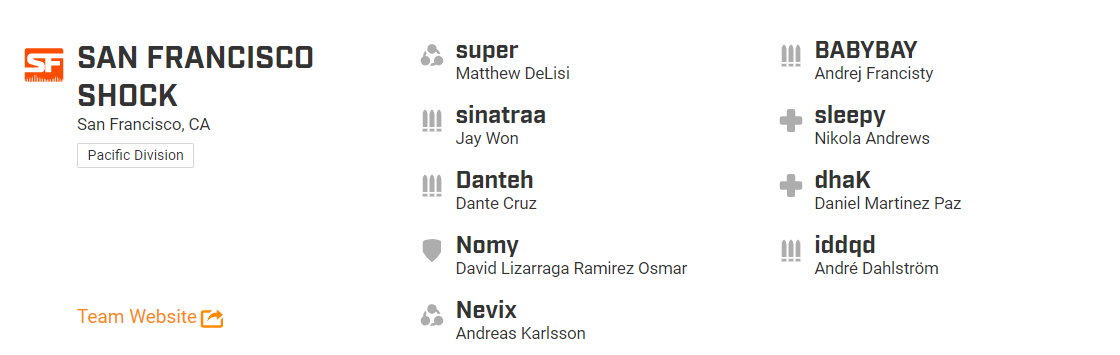 SF
SAN FRANCISCO
SHOCK
San Francisco, CA
Pacific Division
Team Website
super
Matthew DeLisi
sinatraa
Jay Won
Danteh
Dante Cruz
Nomy
David Lizarraga Ramirez Osmar
Nevix
Andreas Karlsson
BABYBAY
Andrej Francisty
sleepy
Nikola Andrews
dhaK
Daniel Martinez Paz
iddqd
André Dahlström